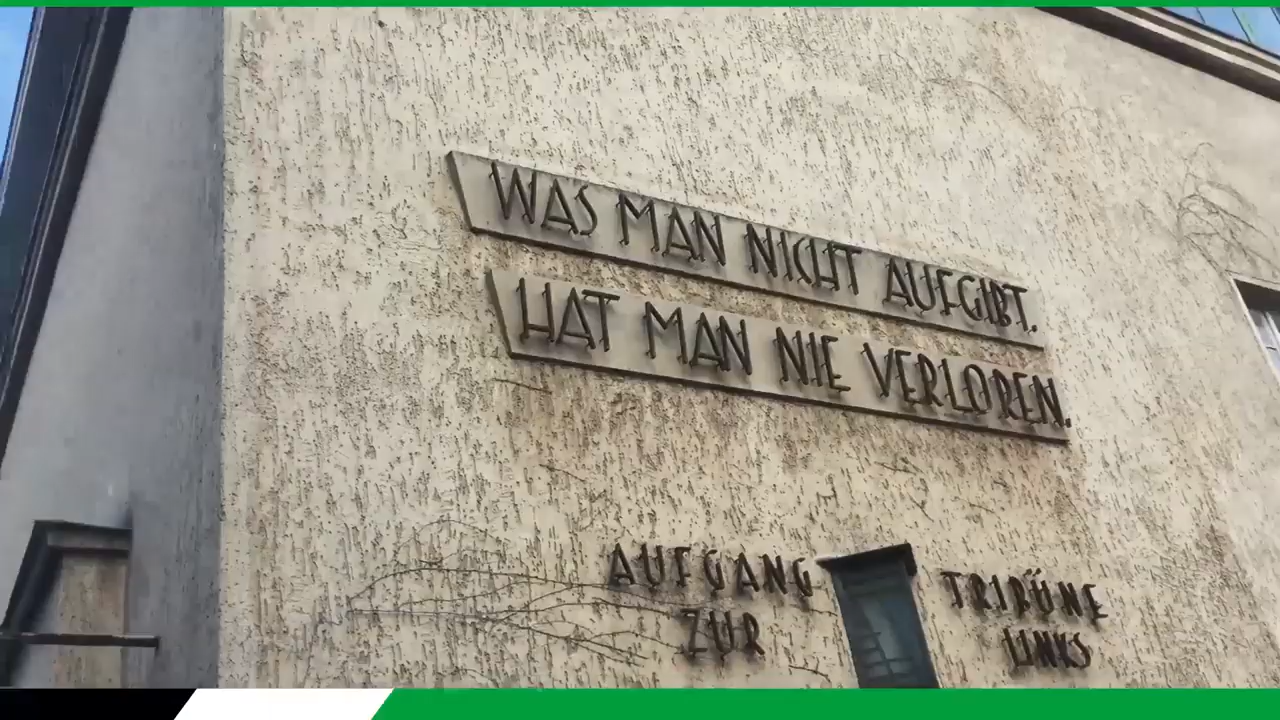 WAS MAN NICHT AUFGIBT.
HAT MAN NIE VERLOREN.
AUFGANG
ZUR
TRIBÜNE
LINKS